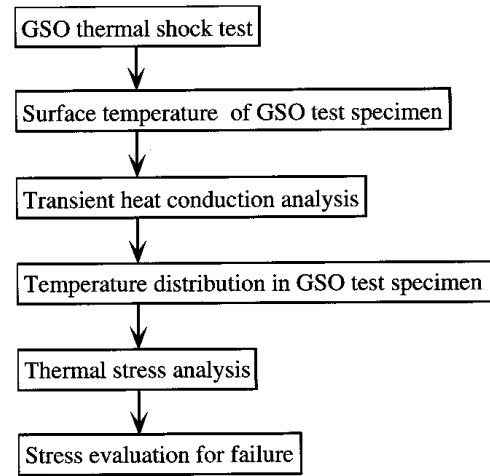 GSO thermal shock test
Surface temperature of GSO test specimen
Transient heat conduction analysis
Temperature distribution in GSO test specimen
Thermal stress analysis
Stress evaluation for failure